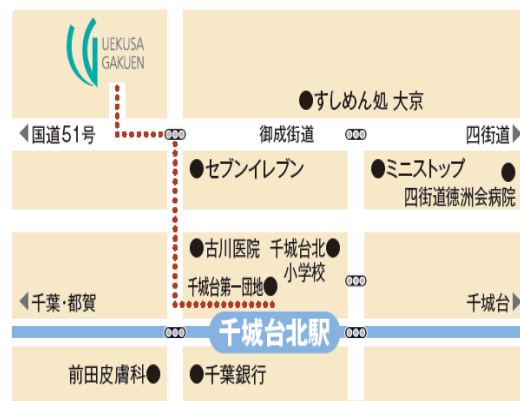 UEKUSA
GAKUEN
すしめん処 大京
国道51号
御成街道
四街道
セブンイレブン
ミニストップ
四街道徳洲会病院
古川医院
千城台北
小学校
千城台第一団地
千葉・都賀
千城台
千城台北駅
前田皮膚科
千葉銀行